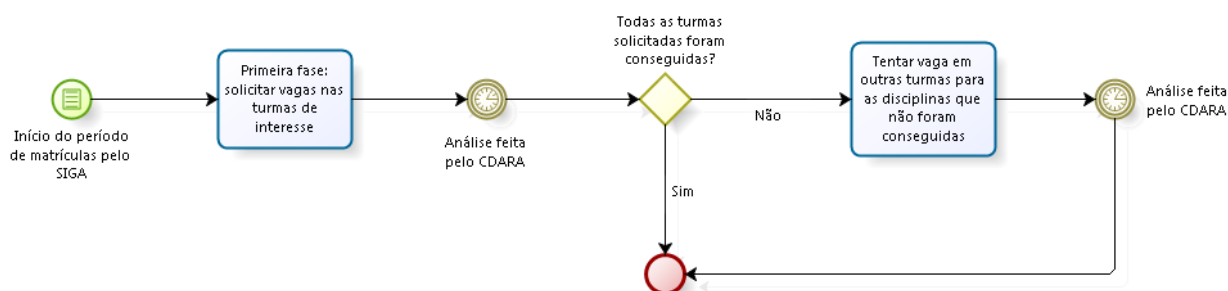 Início do período
de matrículas pelo
SIGA
Primeira fase:
solicitar vagas nas
turmas de
interesse
Análise feita
pelo CDARA
Todas as turmas
solicitadas foram
conseguidas?
Não
Sim
Tentar vaga em
outras turmas para
as disciplinas que
não foram
conseguidas
Análise feita
pelo CDARA